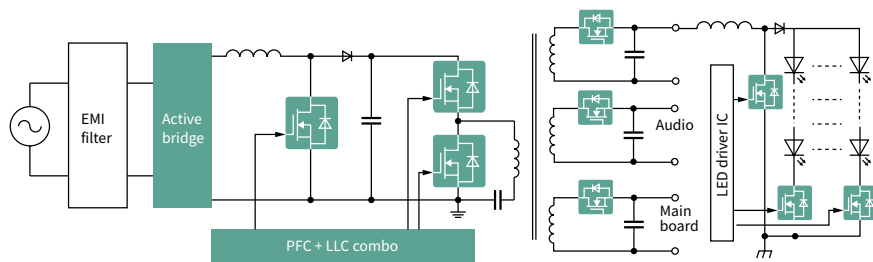 EMI
filter
Active
bridge
PFC + LLC combo
Audio
Main
board
LED driver IC